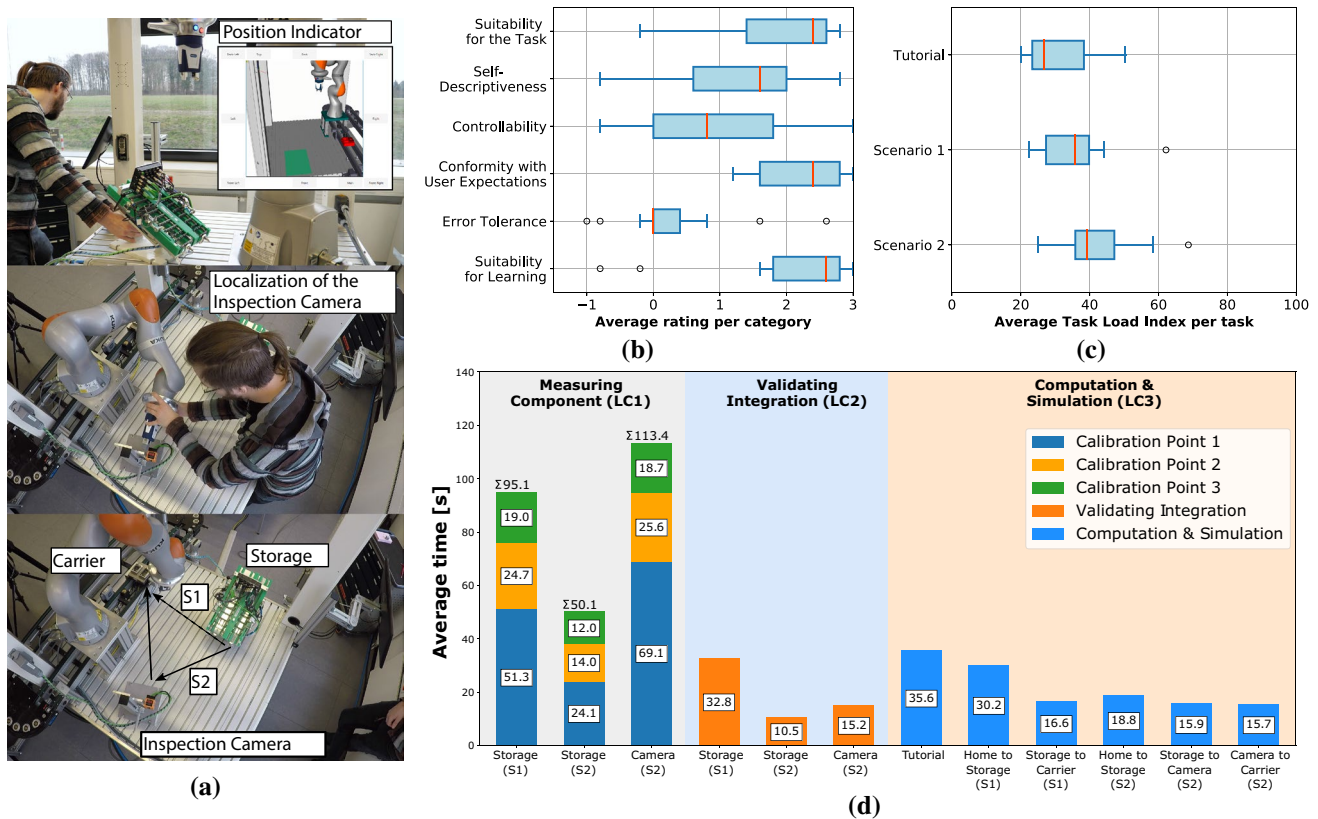 Position Indicator
Localization of the
Inspection Camera
Carrier
Storage
S1
S2
Inspection Camera
(a)
Suitability
for the Task
Self-
Descriptiveness
Controllability
Conformity with
User Expectations
Error Tolerance
Suitability
for Learning
−1 0 1 2 3
Average rating per category
(b)
Tutorial
Scenario 1
Scenario 2
0 20 40 60 80 100
Average Task Load Index per task
(c)
Average time [s]
140
120
100
80
60
40
20
0
Measuring
Component (LC1)
Validating
Integration (LC2)
Computation &
Simulation (LC3)
Calibration Point 1
Calibration Point 2
Calibration Point 3
Validating Integration
Computation & Simulation
Σ95.1
19.0
24.7
51.3
Σ50.1
12.0
14.0
24.1
Σ113.4
18.7
25.6
69.1
32.8
10.5
15.2
35.6
30.2
16.6
18.8
15.9
15.7
Storage
(S1)
Storage
(S2)
Camera
(S2)
Storage
(S1)
Storage
(S2)
Camera
(S2)
Tutorial
Home to
Storage
(S1)
Storage to
Carrier
(S1)
Home to
Storage
(S2)
Storage to
Camera
(S2)
Camera to
Carrier
(S2)
(d)